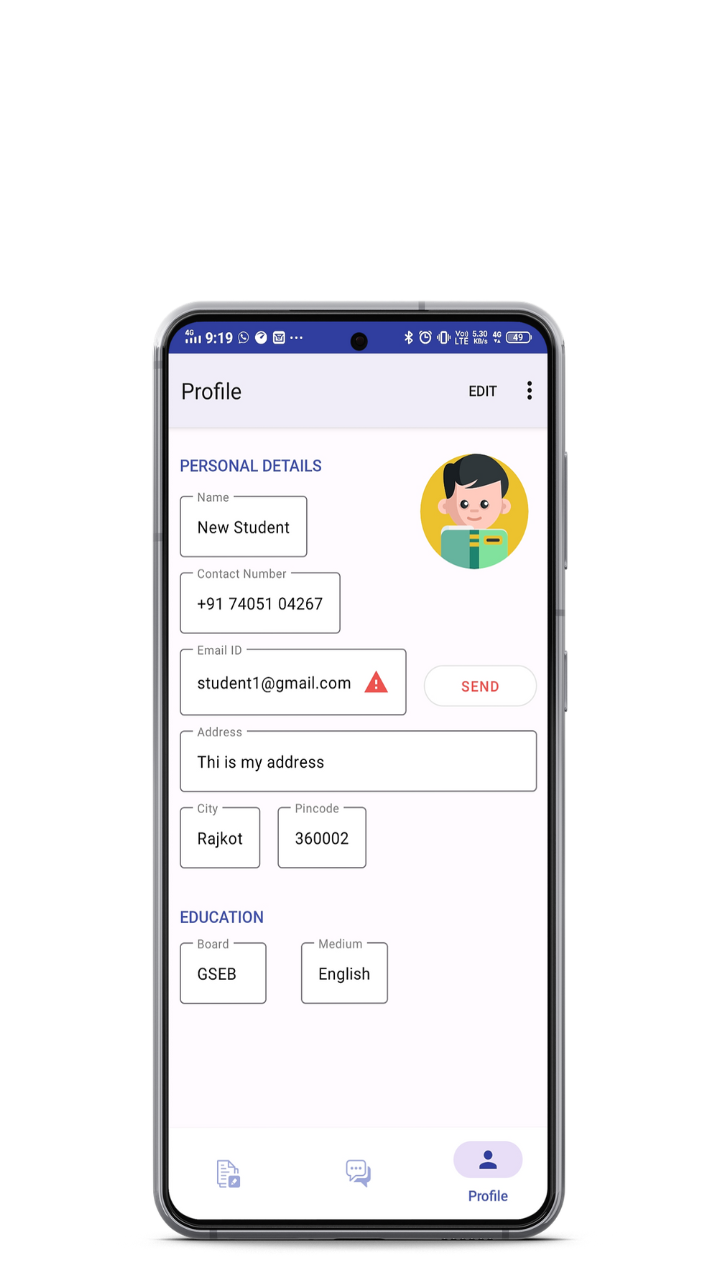 4G 9:19 ... Vo)) LTE 5.30 KB/s 4G 49
Profile EDIT
PERSONAL DETAILS
Name
New Student
Contact Number
+91 74051 04267
Email ID
student1@gmail.com SEND
Address
Thi is my address
City Pincode
Rajkot 360002
EDUCATION
Board Medium
GSEB English
Profile